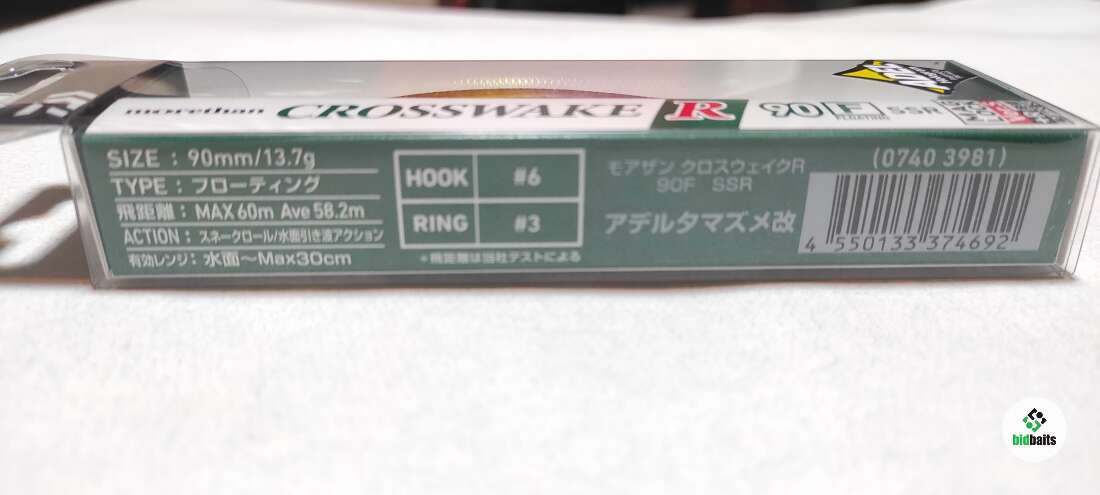 morethan CROSSWAKE R 90 F SSR
FLOATING
SIZE : 90mm/13.7g
TYPE : フローティング
飛距離 : MAX 60m Ave 58.2m
ACTION : スネークロール/水面引き波アクション
有効レンジ : 水面～Max30cm
HOOK #6
RING #3
*飛距離は当社テストによる
モアザン クロスウェイクR
90F SSR
アデルタマズメ改
(0740 3981)
4 550133 374692
bidbaits